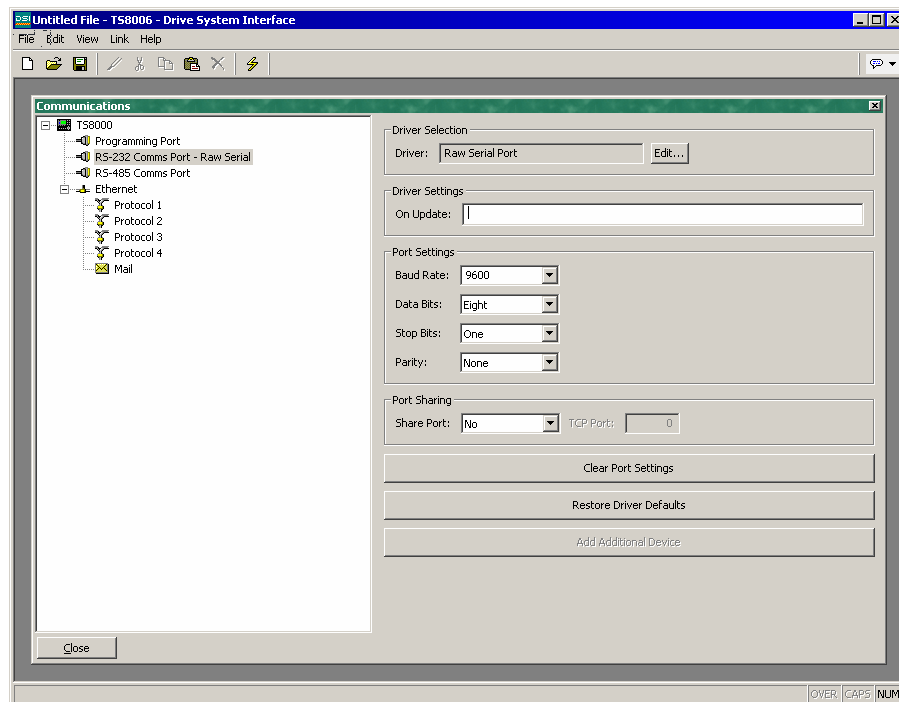 DSI Untitled File - TS8006 - Drive System Interface
File Edit View Link Help
Communications
TS8000
Programming Port
RS-232 Comms Port - Raw Serial
RS-485 Comms Port
Ethernet
Protocol 1
Protocol 2
Protocol 3
Protocol 4
Mail
Driver Selection
Driver: Raw Serial Port Edit...
Driver Settings
On Update:
Port Settings
Baud Rate: 9600
Data Bits: Eight
Stop Bits: One
Parity: None
Port Sharing
Share Port: No TCP Port: 0
Clear Port Settings
Restore Driver Defaults
Add Additional Device
Close
OVER CAPS NUM